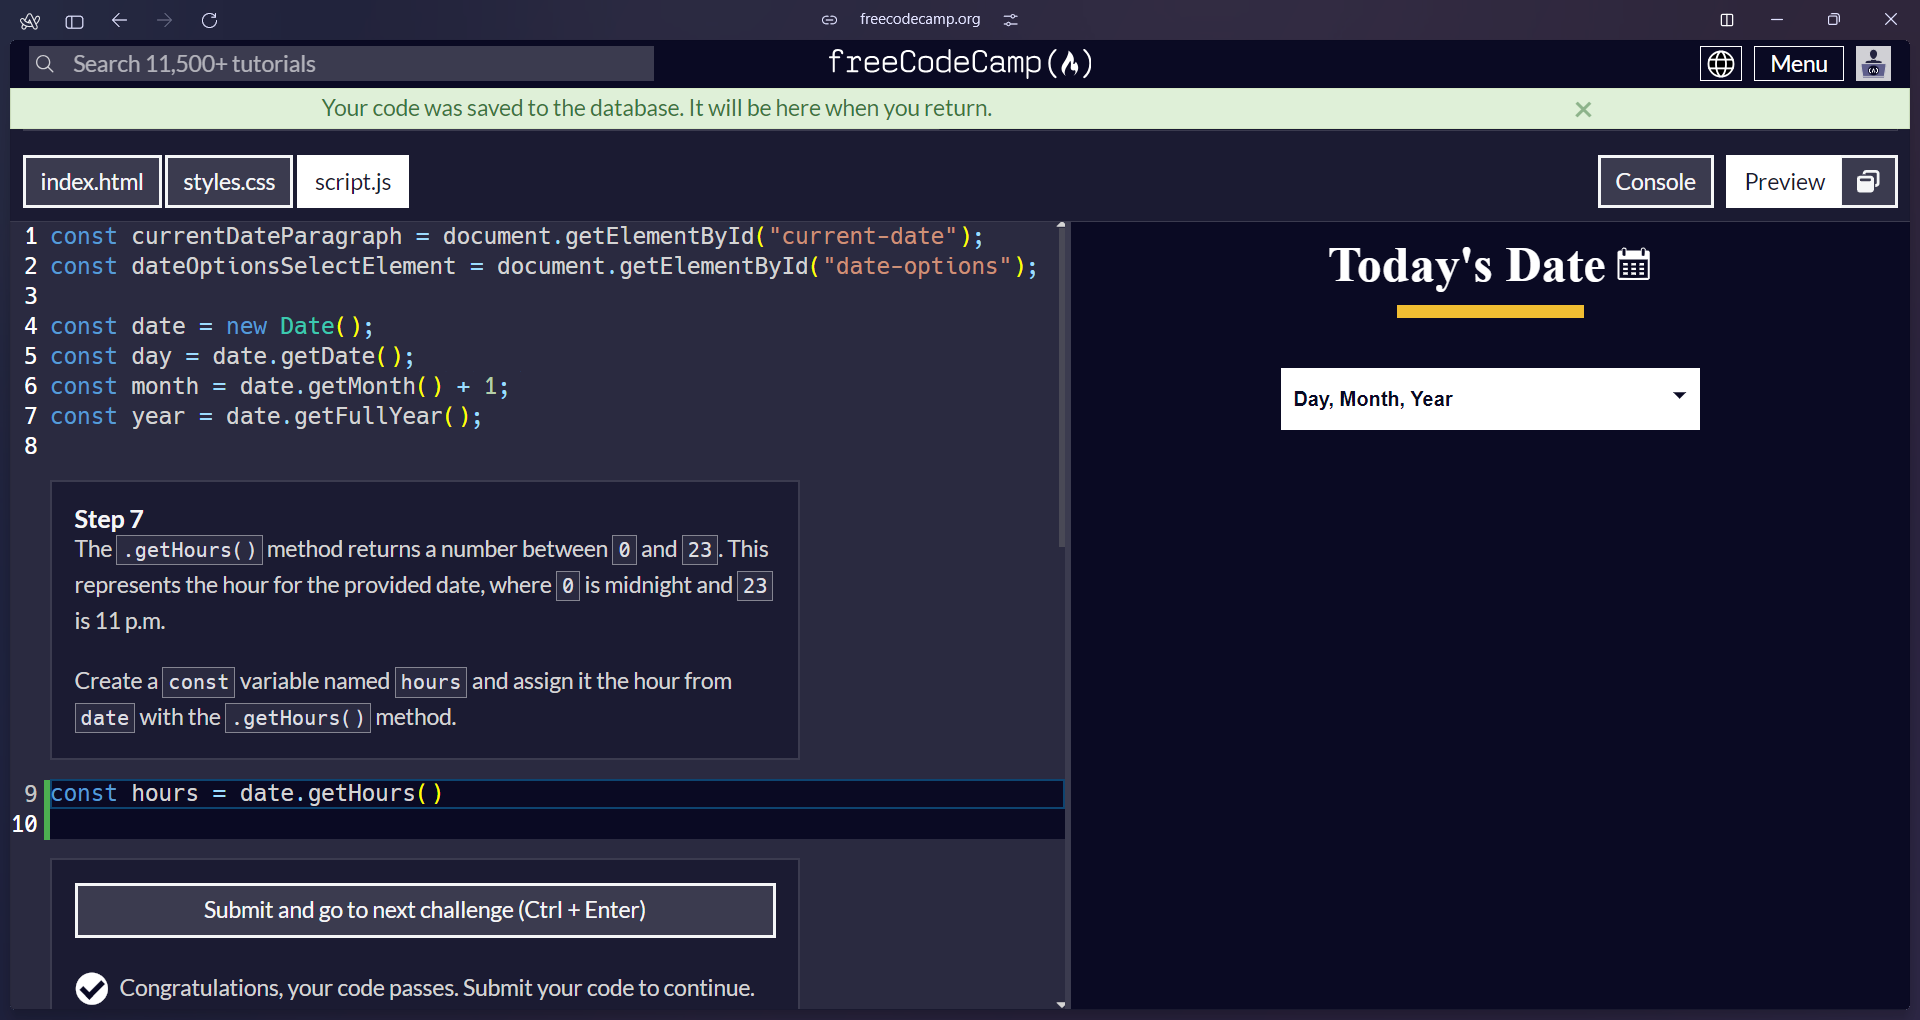 freecodecamp.org
Search 11,500+ tutorials
freeCodeCamp(🔥)
Menu
Your code was saved to the database. It will be here when you return.
index.html
styles.css
script.js
Console
Preview
1 const currentDateParagraph = document.getElementById("current-date");
2 const dateOptionsSelectElement = document.getElementById("date-options");
3
4 const date = new Date();
5 const day = date.getDate();
6 const month = date.getMonth() + 1;
7 const year = date.getFullYear();
8
Step 7
The .getHours() method returns a number between 0 and 23. This
represents the hour for the provided date, where 0 is midnight and 23
is 11 p.m.
Create a const variable named hours and assign it the hour from
date with the .getHours() method.
9 const hours = date.getHours()
10
Submit and go to next challenge (Ctrl + Enter)
Congratulations, your code passes. Submit your code to continue.
Today's Date
Day, Month, Year